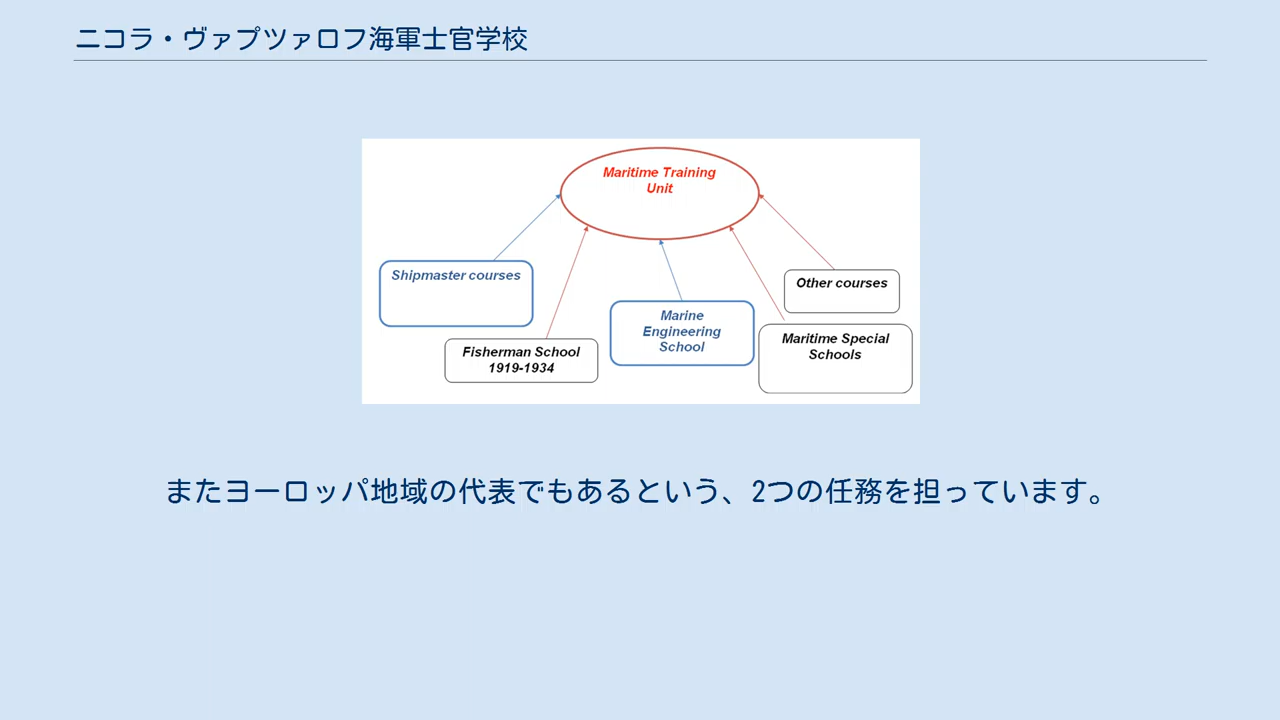 ニコラ・ヴァプツァロフ海軍士官学校
Maritime Training
Unit
Shipmaster courses
Other courses
Marine
Engineering
School
Maritime Special
Schools
Fisherman School
1919-1934
またヨーロッパ地域の代表でもあるという、2つの任務を担っています。